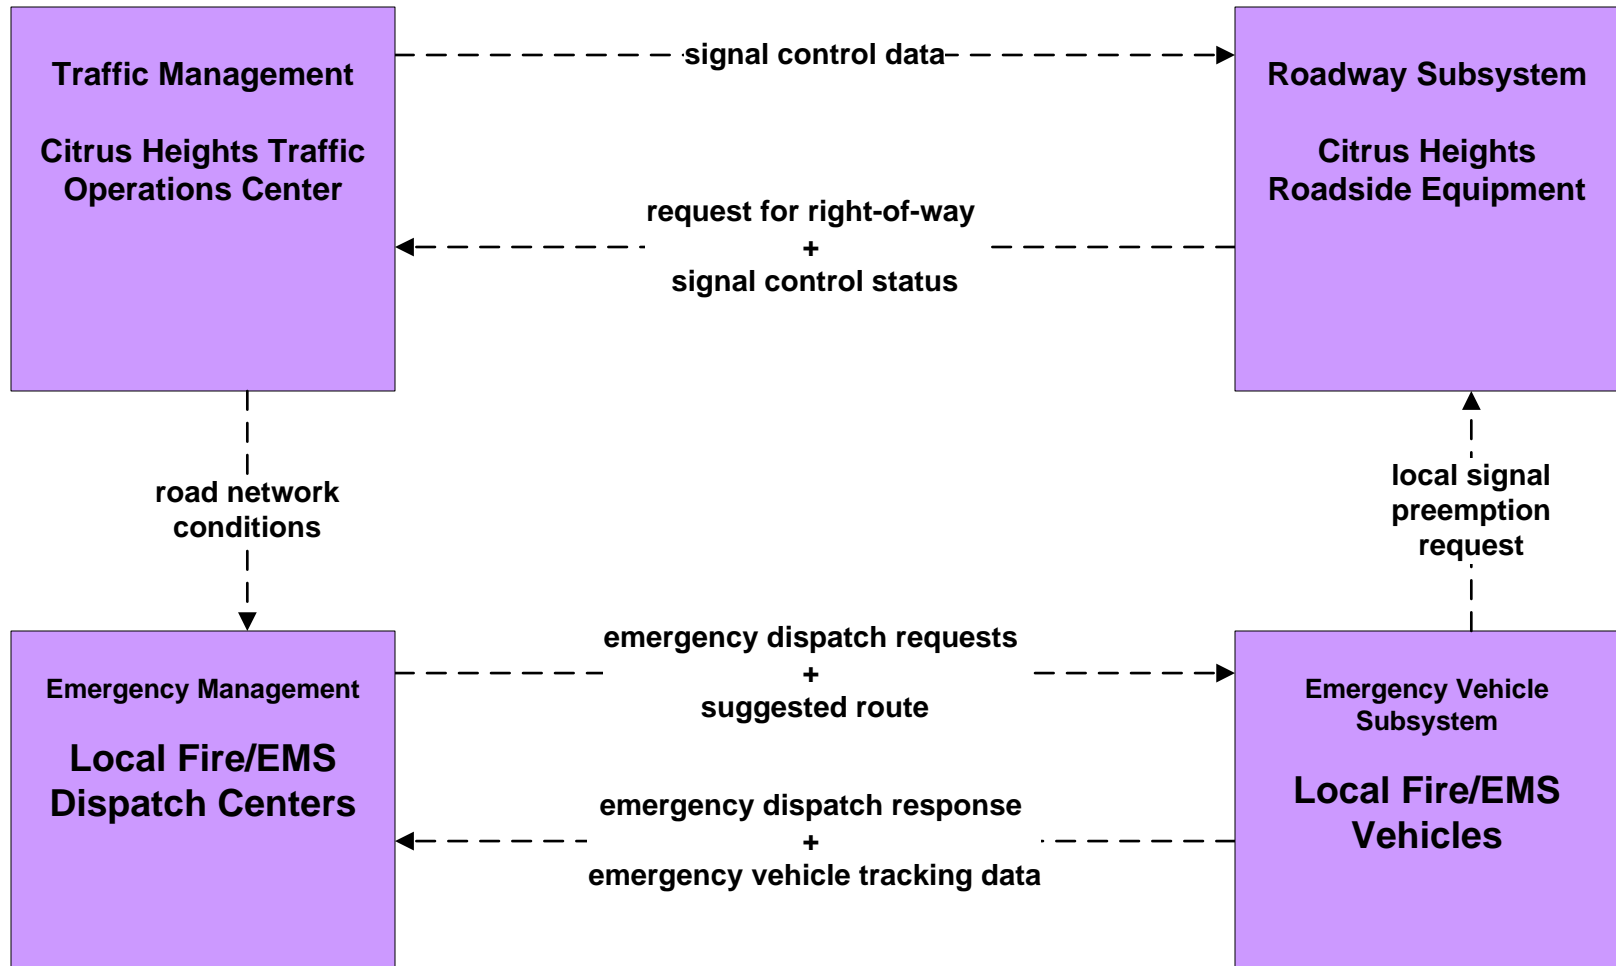 Traffic Management
Citrus Heights Traffic
Operations Center
signal control data
Roadway Subsystem
Citrus Heights
Roadside Equipment
request for right-of-way
+
signal control status
road network
conditions
local signal
preemption
request
Emergency Management
Local Fire/EMS
Dispatch Centers
emergency dispatch requests
+
suggested route
emergency dispatch response
+
emergency vehicle tracking data
Emergency Vehicle
Subsystem
Local Fire/EMS
Vehicles